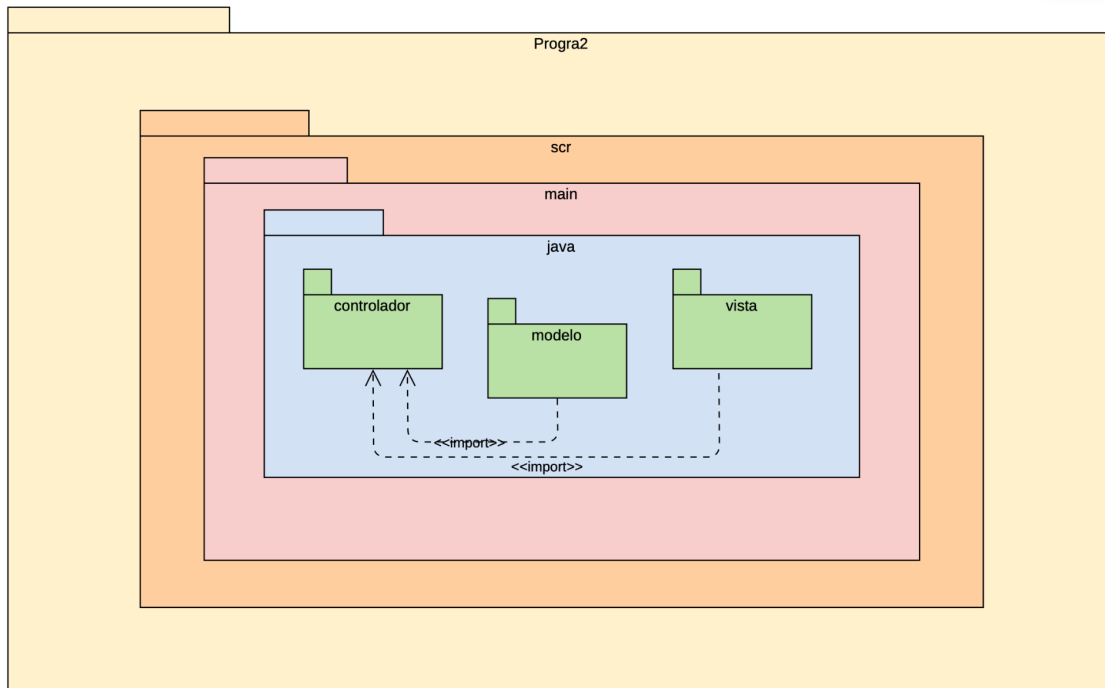 Progra2
scr
main
java
controlador
modelo
vista
<<import>>
<<import>>